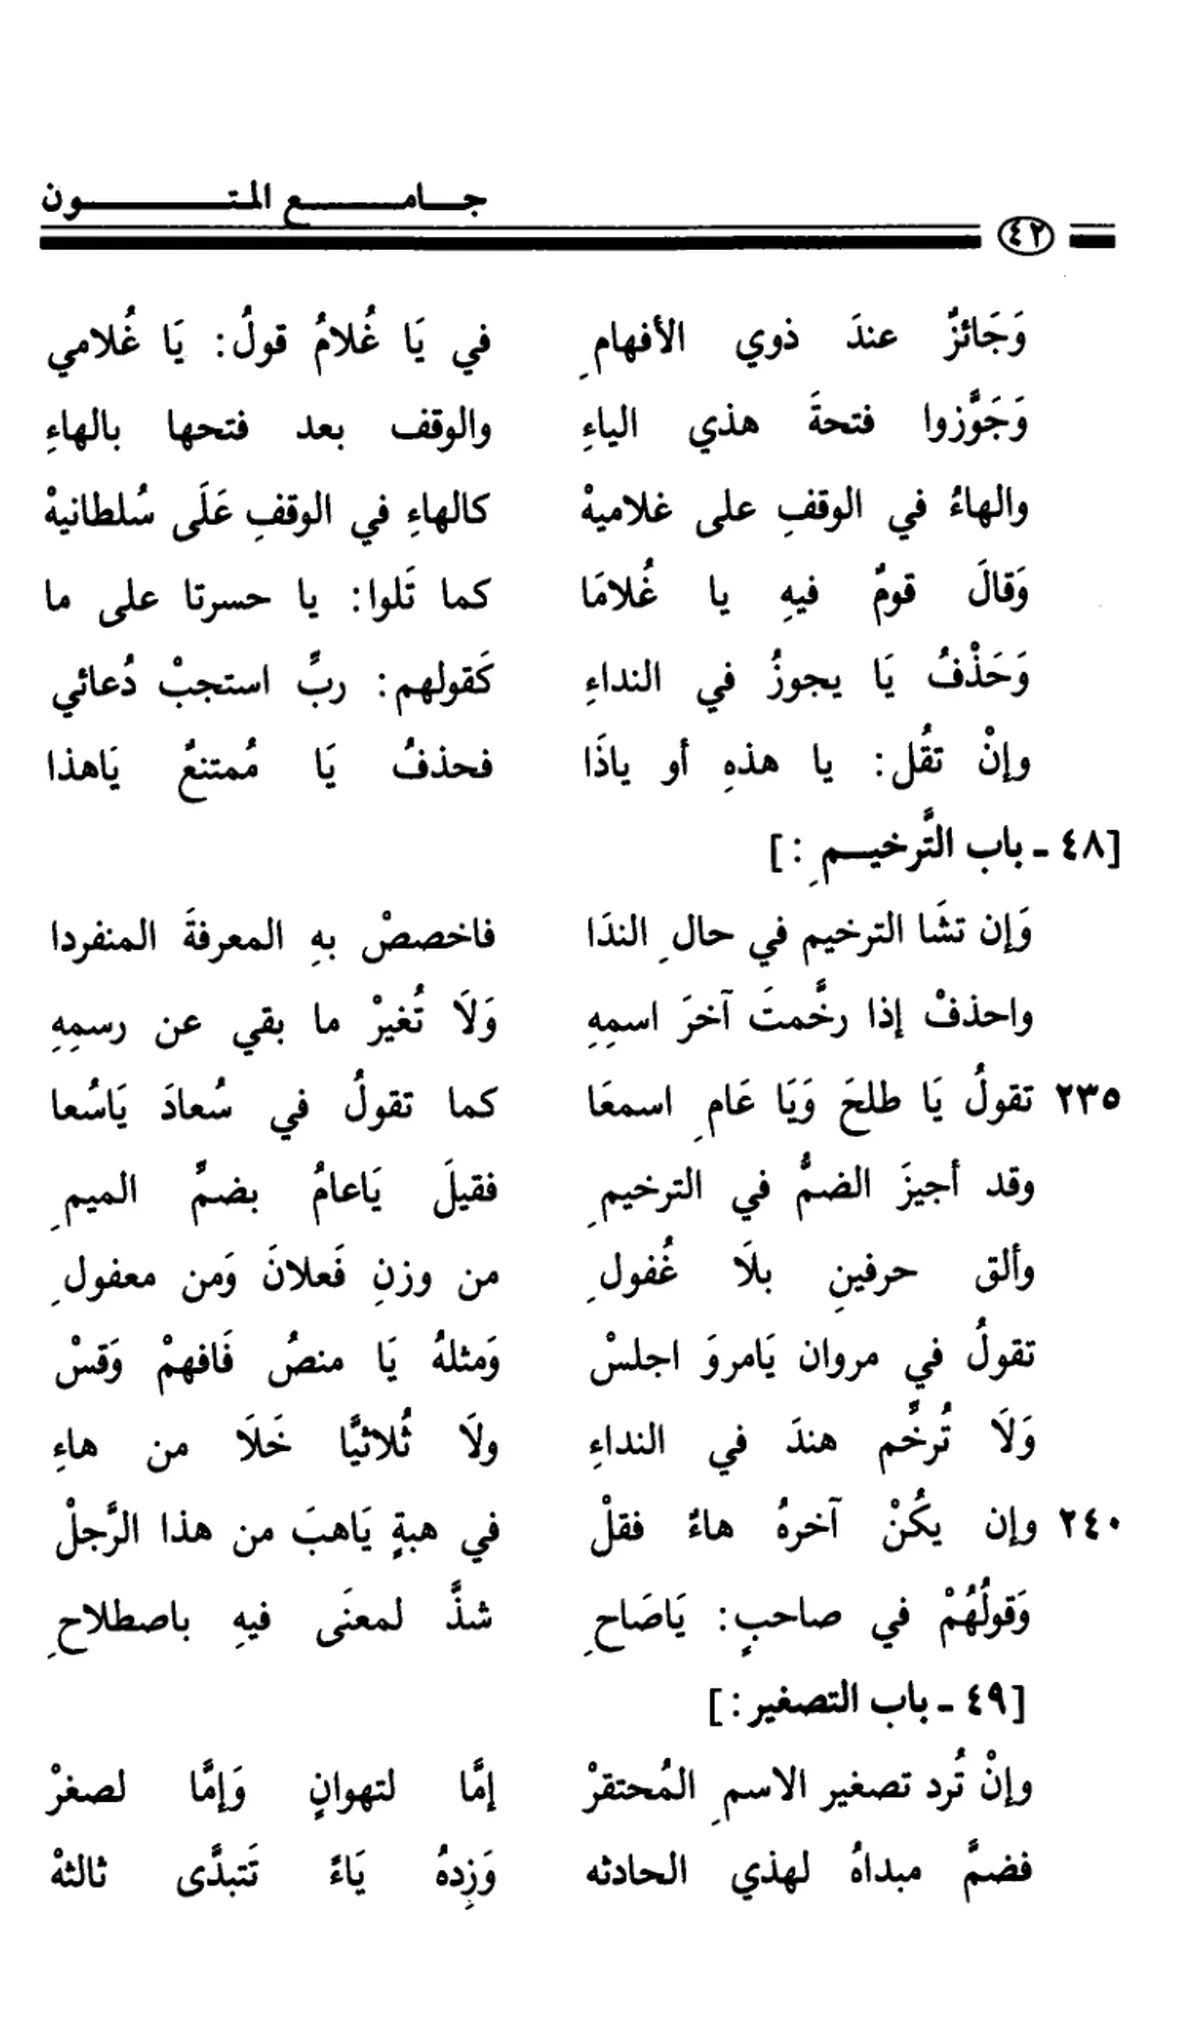 جـامـــع المتـــــــون
٤٢
وَجَائزٌ عندَ ذوي الأفهامِ في يَا غُلامُ قولُ: يَا غُلامي
وَجَوَّزوا فتحةَ هذي الياءِ والوقف بعد فتحها بالهاءِ
والهاءُ في الوقفِ على غلاميهْ كالهاءِ في الوقفِ عَلَى سُلطانيهْ
وَقالَ قومٌ فيهِ يا غُلامَا كما تَلوا: يا حسرتا على ما
وَحَذْفُ يَا يجوزُ في النداءِ كَقولهم: ربِّ استجبْ دُعائي
وإنْ تقُل: يا هذهِ أو ياذَا فحذفُ يَا مُمتنعٌ يَاهذا
[٤٨ ـ باب التَّرخيـمِ:]
وَإن تشَا الترخيم في حالِ الندَا فاخصصْ بهِ المعرفةَ المنفردا
واحذفْ إذا رخَّمتَ آخرَ اسمِهِ وَلَا تُغيرْ ما بقي عن رسمِهِ
٢٣٥ تقولُ يَا طلحَ وَيَا عَامِ اسمعَا كما تقولُ في سُعادَ يَاسُعا
وقد أجيزَ الضمُّ في الترخيمِ فقيلَ يَاعامُ بضمِّ الميمِ
وألق حرفينِ بلَا غُفولِ من وزنِ فَعلانَ وَمن معفولِ
تقولُ في مروان يَامروَ اجلسْ وَمثلهُ يَا منصُ فَافهمْ وَقسْ
وَلَا تُرخِّم هندَ في النداءِ ولَا ثُلاثيًّا خَلَا من هاءِ
٢٤٠ وإن يكُنْ آخرهُ هاءٌ فقلْ في هبةٍ يَاهبَ من هذا الرَّجلْ
وَقولُهُمْ في صاحبٍ: يَاصَاحِ شذَّ لمعنَى فيهِ باصطلاحِ
[٤٩ ـ باب التصغير:]
وإنْ تُرد تصغير الاسمِ المُحتقرْ إمَّا لتهوانٍ وَإمَّا لصغرْ
فضمَّ مبداهُ لهذي الحادثه وَزِدهُ يَاءً تَتبدَّى ثالثهْ